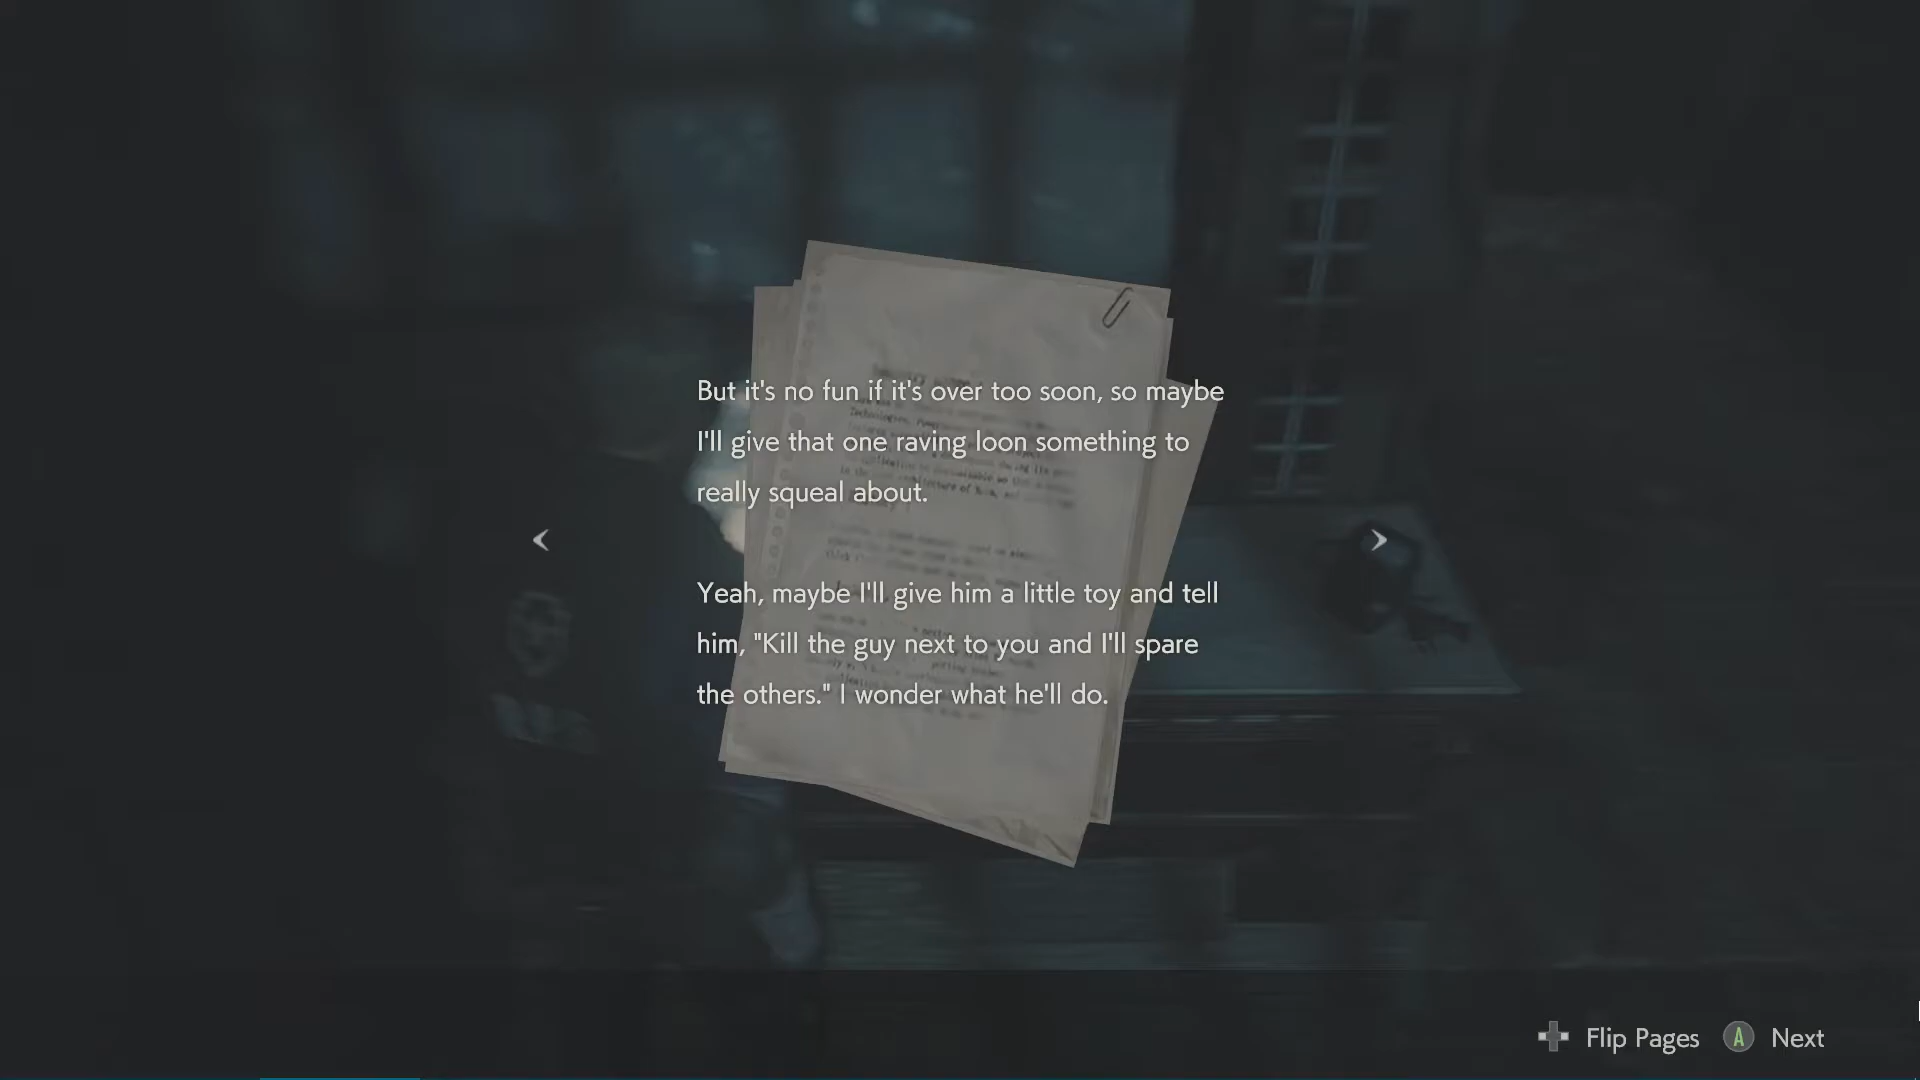 But it's no fun if it's over too soon, so maybe
I'll give that one raving loon something to
really squeal about.
Yeah, maybe I'll give him a little toy and tell
him, "Kill the guy next to you and I'll spare
the others." I wonder what he'll do.
Flip Pages A Next